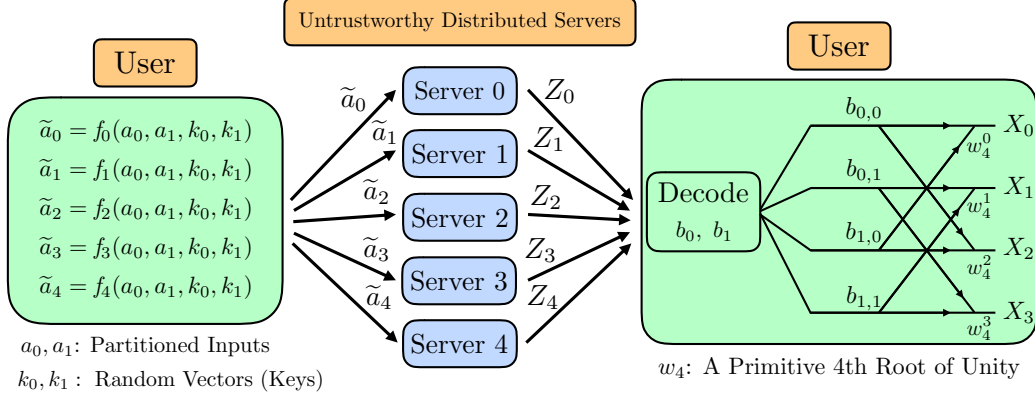 Untrustworthy Distributed Servers
User
ã₀ = f₀(a₀, a₁, k₀, k₁)
ã₁ = f₁(a₀, a₁, k₀, k₁)
ã₂ = f₂(a₀, a₁, k₀, k₁)
ã₃ = f₃(a₀, a₁, k₀, k₁)
ã₄ = f₄(a₀, a₁, k₀, k₁)
a₀, a₁: Partitioned Inputs
k₀, k₁ : Random Vectors (Keys)
ã₀
ã₁
ã₂
ã₃
ã₄
Server 0
Server 1
Server 2
Server 3
Server 4
Z₀
Z₁
Z₂
Z₃
Z₄
User
Decode
b₀, b₁
b₀,₀
b₀,₁
b₁,₀
b₁,₁
w₄⁰
w₄¹
w₄²
w₄³
X₀
X₁
X₂
X₃
w₄: A Primitive 4th Root of Unity